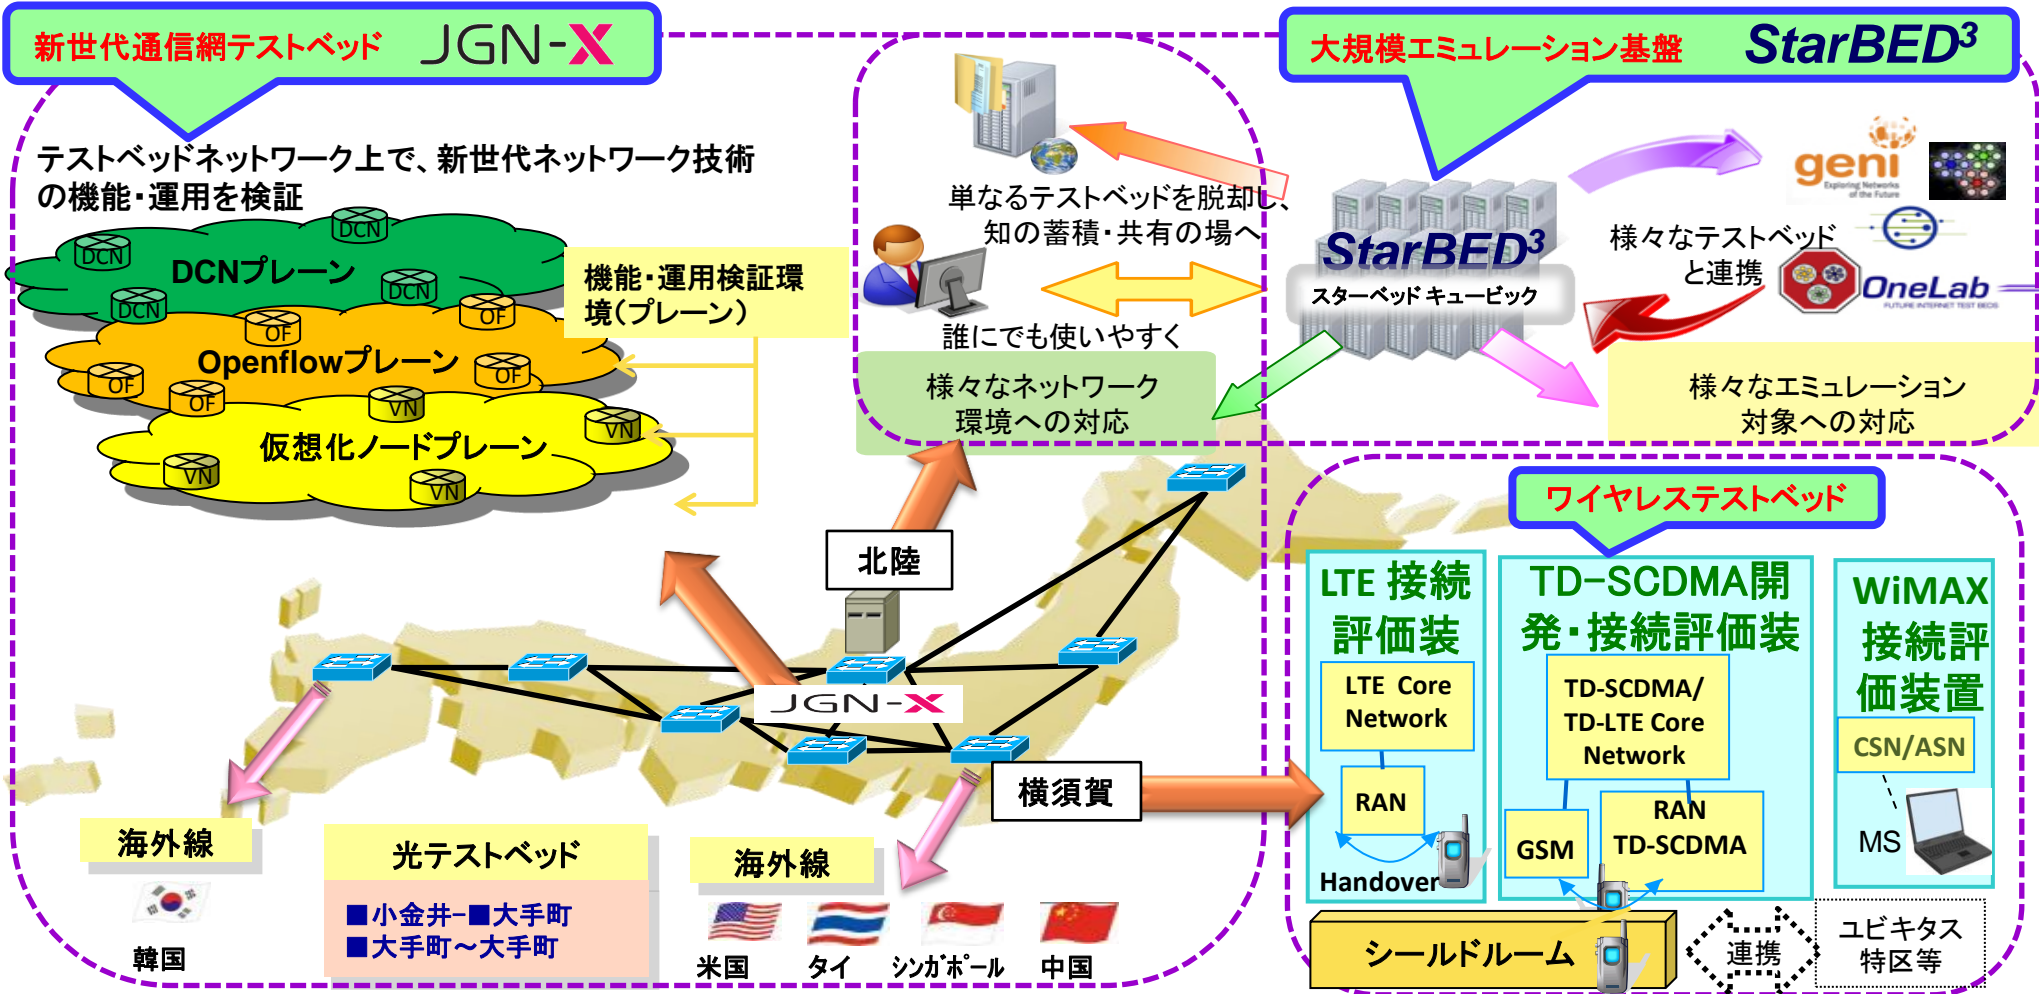 新世代通信網テストベッド JGN-X
大規模エミュレーション基盤 StarBED3
テストベッドネットワーク上で、新世代ネットワーク技術
の機能・運用を検証
DCN
DCN
DCNプレーン
DCN
DCN
OF
OF
Openflowプレーン
OF
OF
OF
VN
VN
仮想化ノードプレーン
VN
VN
機能・運用検証環
境(プレーン)
単なるテストベッドを脱却し、
知の蓄積・共有の場へ
誰にでも使いやすく
様々なネットワーク
環境への対応
StarBED3
スターベッド キュービック
geni
Exploring Networks
of the Future
様々なテストベッド
と連携
OneLab
FUTURE INTERNET TEST BEDS
様々なエミュレーション
対象への対応
北陸
JGN-X
横須賀
海外線
韓国
光テストベッド
■小金井-■大手町
■大手町～大手町
海外線
米国
タイ
シンガポール
中国
ワイヤレステストベッド
LTE 接続
評価装
LTE Core
Network
RAN
Handover
TD-SCDMA開
発・接続評価装
TD-SCDMA/
TD-LTE Core
Network
GSM
RAN
TD-SCDMA
WiMAX
接続評
価装置
CSN/ASN
MS
シールドルーム
連携
ユビキタス
特区等